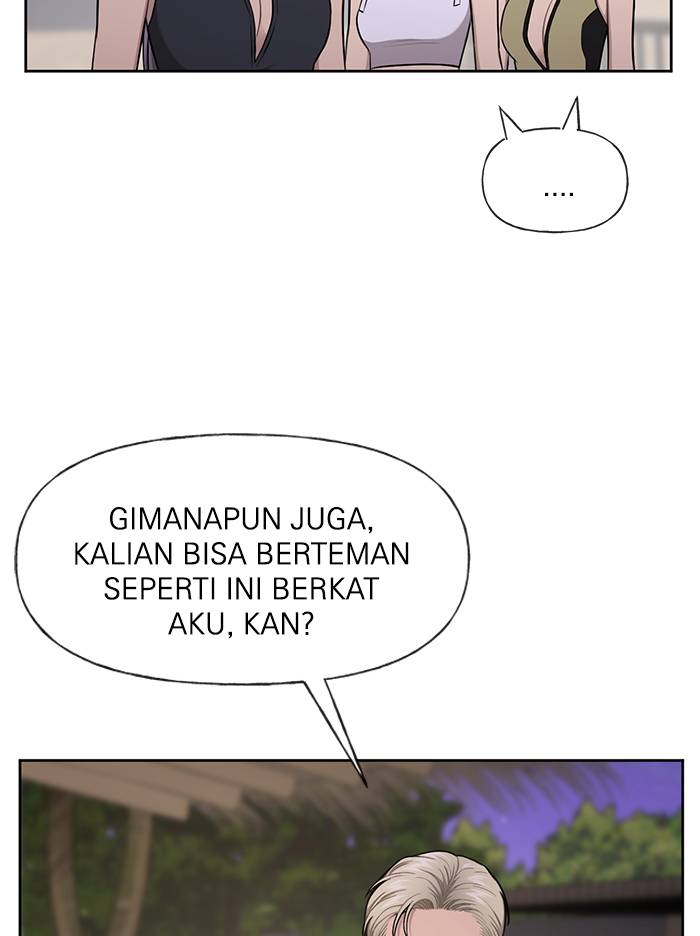 ....
GIMANAPUN JUGA,
KALIAN BISA BERTEMAN
SEPERTI INI BERKAT
AKU, KAN?